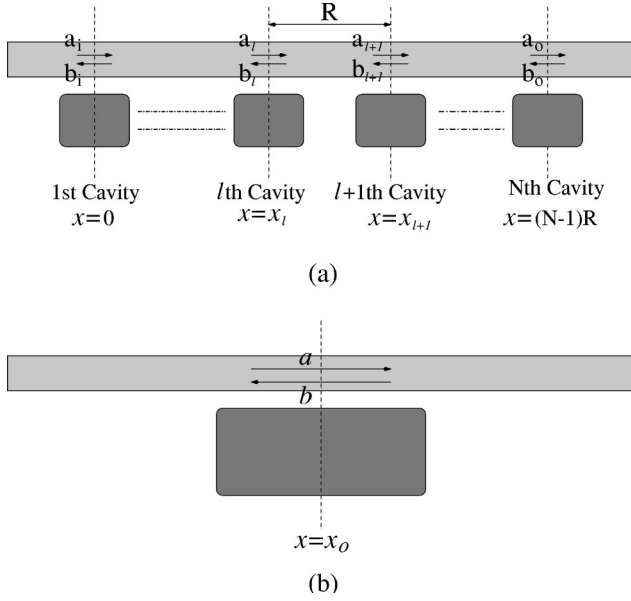 R
a_i a_l a_{l+1} a_o
b_i b_l b_{l+1} b_o
1st Cavity lth Cavity l+1th Cavity Nth Cavity
x=0 x=x_l x=x_{l+1} x=(N-1)R
(a)
a
b
x=x_o
(b)